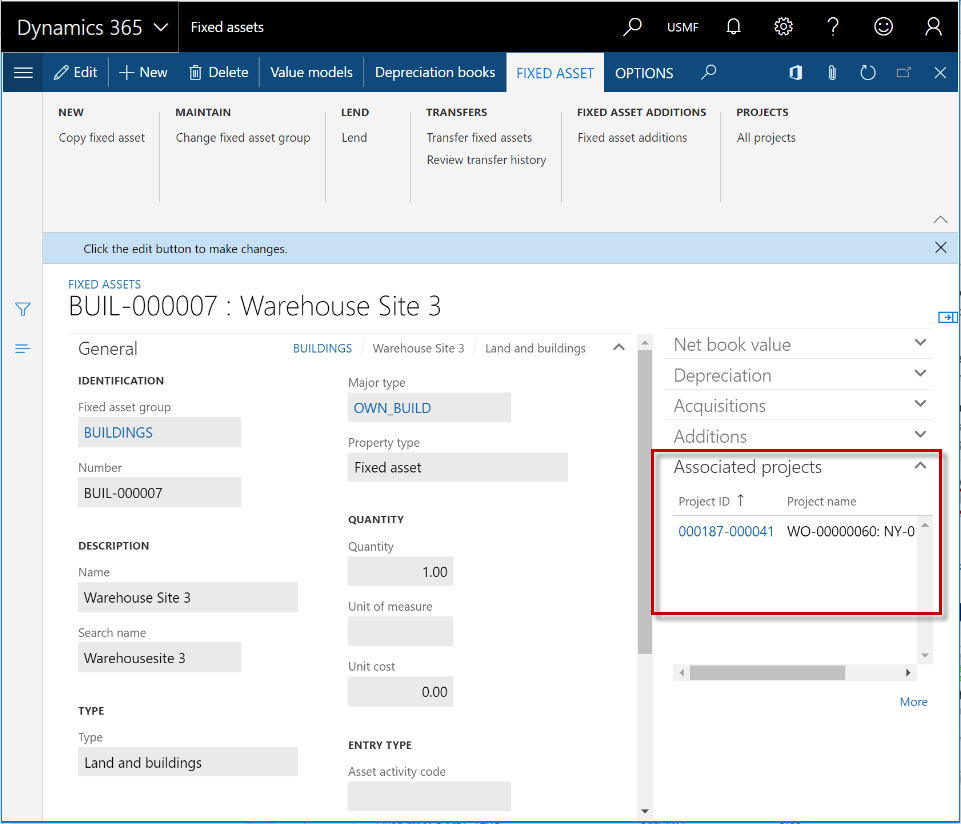 Dynamics 365
Fixed assets
USMF
Edit
New
Delete
Value models
Depreciation books
FIXED ASSET
OPTIONS
NEW
Copy fixed asset
MAINTAIN
Change fixed asset group
LEND
Lend
TRANSFERS
Transfer fixed assets
Review transfer history
FIXED ASSET ADDITIONS
Fixed asset additions
PROJECTS
All projects
Click the edit button to make changes.
FIXED ASSETS
BUIL-000007 : Warehouse Site 3
General
BUILDINGS
Warehouse Site 3
Land and buildings
IDENTIFICATION
Fixed asset group
BUILDINGS
Number
BUIL-000007
DESCRIPTION
Name
Warehouse Site 3
Search name
Warehousesite 3
TYPE
Type
Land and buildings
Major type
OWN_BUILD
Property type
Fixed asset
QUANTITY
Quantity
1.00
Unit of measure
Unit cost
0.00
ENTRY TYPE
Asset activity code
Net book value
Depreciation
Acquisitions
Additions
Associated projects
Project ID ↑
Project name
000187-000041
WO-00000060: NY-0
More